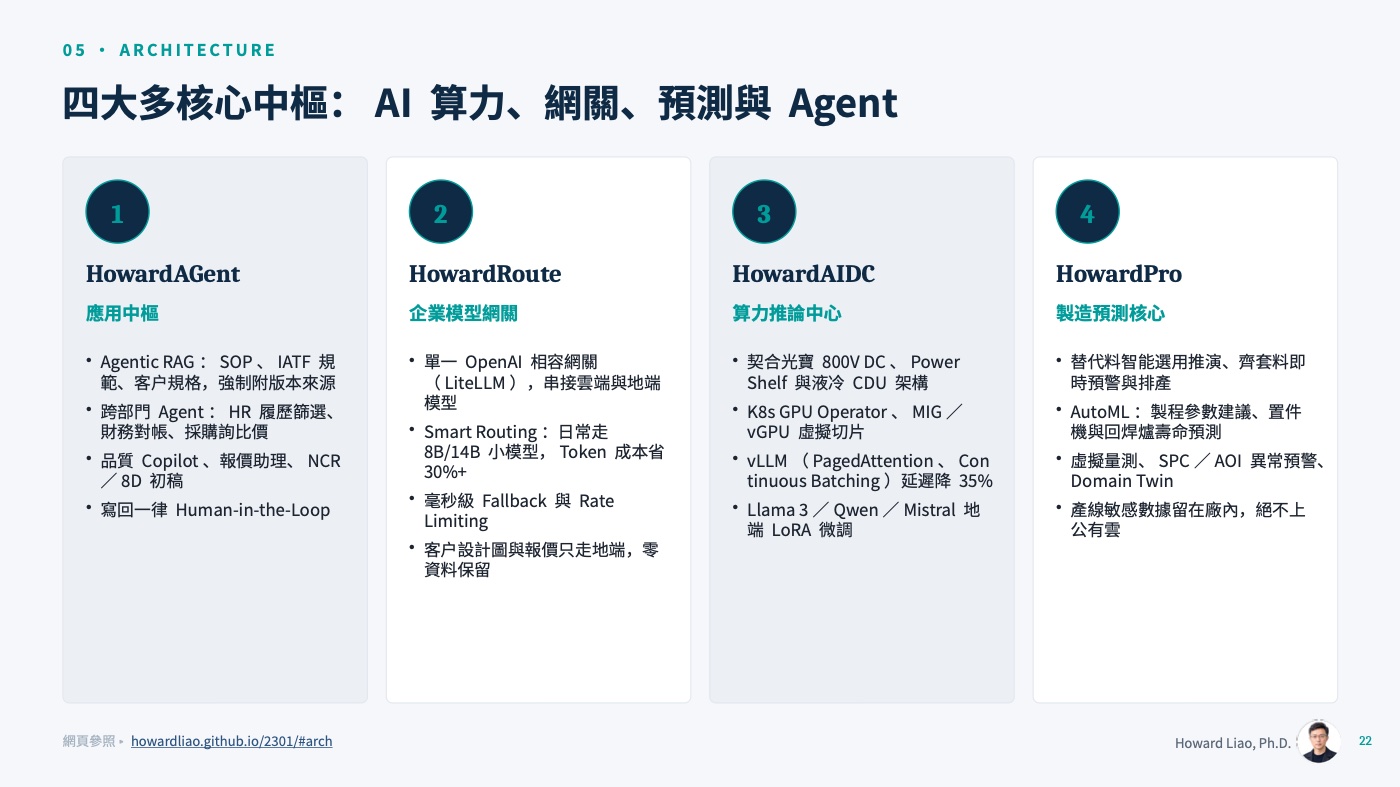 05 • ARCHITECTURE
四大多核心中樞： AI 算力、網關、預測與 Agent
1
HowardAGent
應用中樞
• Agentic RAG： SOP、 IATF 規
範、客户規格，強制附版本來源
• 跨部門 Agent： HR 履歷篩選、
財務對帳、採購詢比價
• 品質 Copilot、報價助理、 NCR
／8D 初稿
• 寫回一律 Human-in-the-Loop
2
HowardRoute
企業模型網關
• 單一 OpenAI 相容網關
（LiteLLM），串接雲端與地端
模型
• Smart Routing：日常走
8B/14B 小模型， Token 成本省
30%+
• 毫秒級 Fallback 與 Rate
Limiting
• 客户設計圖與報價只走地端，零
資料保留
3
HowardAIDC
算力推論中心
• 契合光寶 800V DC、 Power
Shelf 與液冷 CDU 架構
• K8s GPU Operator、 MIG／
vGPU 虛擬切片
• vLLM （PagedAttention、 Con
tinuous Batching）延遲降 35%
• Llama 3／Qwen／Mistral 地
端 LoRA 微調
4
HowardPro
製造預測核心
• 替代料智能選用推演、齊套料即
時預警與排產
• AutoML：製程參數建議、置件
機與回焊爐壽命預測
• 虛擬量測、 SPC／AOI 異常預警、
Domain Twin
• 產線敏感數據留在廠內，絕不上
公有雲
網頁參照 ▸ howardliao.github.io/2301/#arch
Howard Liao, Ph.D.
22